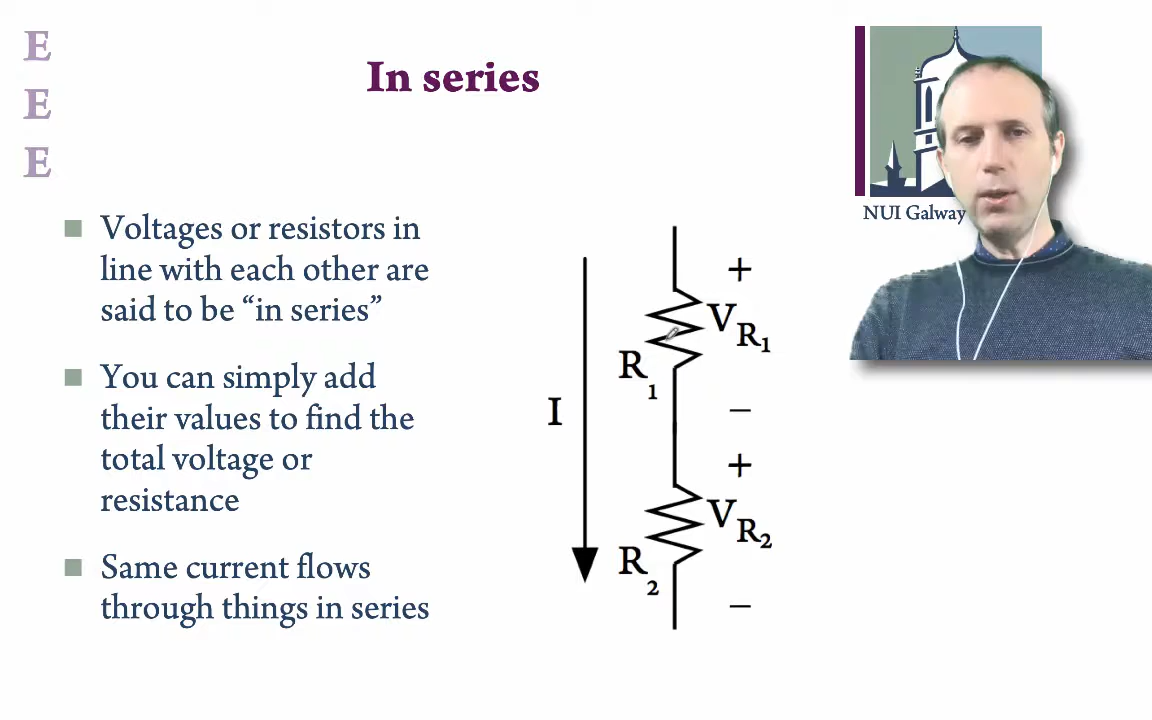 E
E
E
In series
NUI Galway
Voltages or resistors in
line with each other are
said to be “in series”
You can simply add
their values to find the
total voltage or
resistance
Same current flows
through things in series
I
+
V_R₁
R₁
–
+
V_R₂
R₂
–